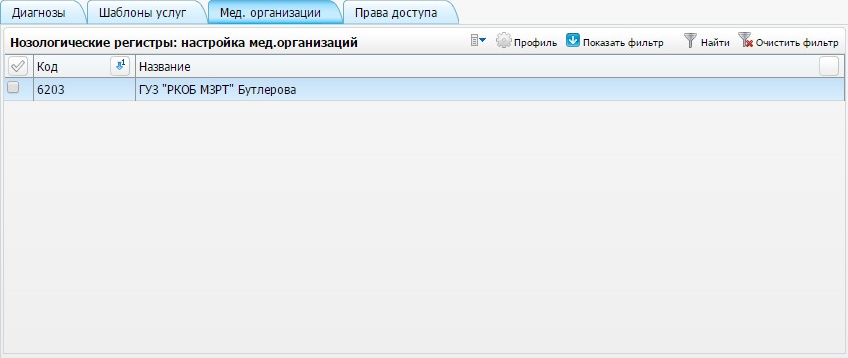 Диагнозы Шаблоны услуг Мед. организации Права доступа
Нозологические регистры: настройка мед.организаций Профиль Показать фильтр Найти Очистить фильтр
Код 1 Название
6203 ГУЗ "РКОБ МЗРТ" Бутлерова